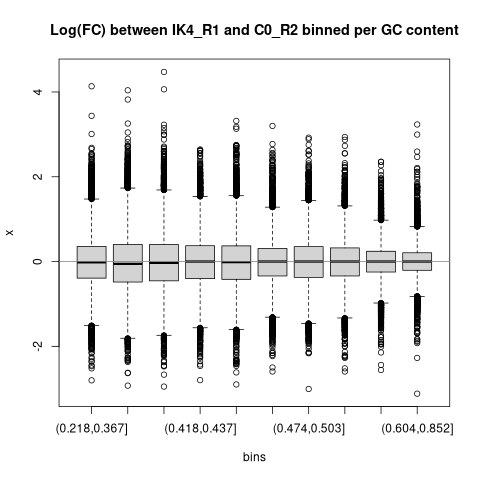 Log(FC) between IK4_R1 and C0_R2 binned per GC content
4
2
0
-2
x
(0.218,0.367]
(0.418,0.437]
(0.474,0.503]
(0.604,0.852]
bins